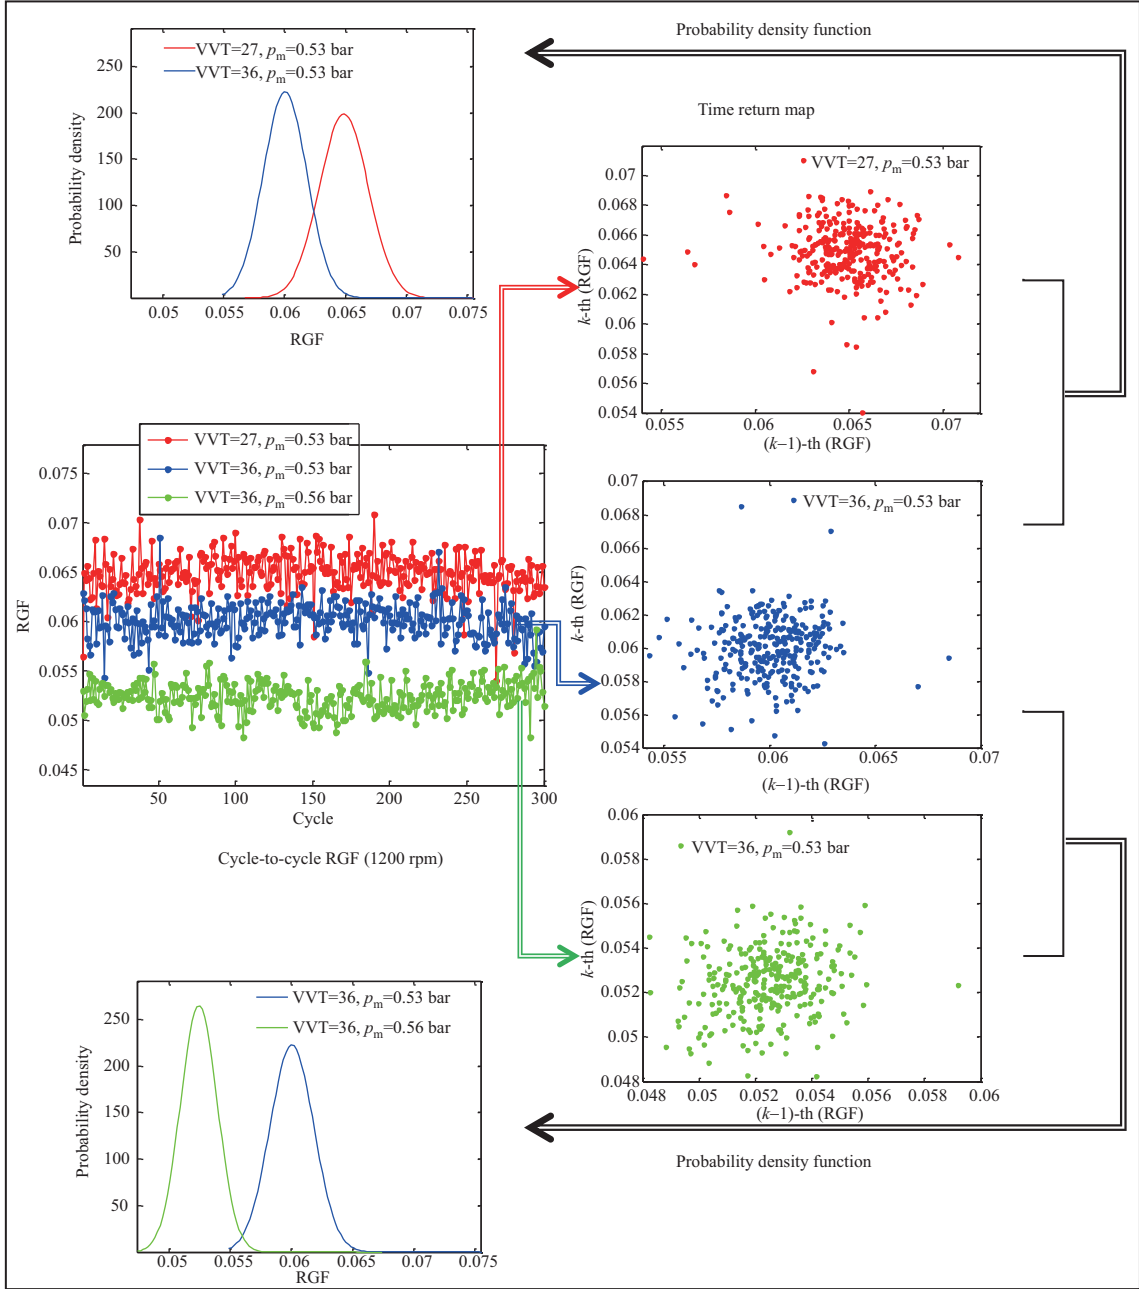 Probability density function
VVT=27, pm=0.53 bar
VVT=36, pm=0.53 bar
250
200
150
100
50
Probability density
0.05 0.055 0.06 0.065 0.07 0.075
RGF
Time return map
VVT=27, pm=0.53 bar
0.07
0.068
0.066
0.064
0.062
0.06
0.058
0.056
0.054
k-th (RGF)
0.055 0.06 0.065 0.07
(k−1)-th (RGF)
VVT=27, pm=0.53 bar
VVT=36, pm=0.53 bar
VVT=36, pm=0.56 bar
0.075
0.07
0.065
0.06
0.055
0.05
0.045
RGF
50 100 150 200 250 300
Cycle
Cycle-to-cycle RGF (1200 rpm)
VVT=36, pm=0.53 bar
0.07
0.068
0.066
0.064
0.062
0.06
0.058
0.056
0.054
k-th (RGF)
0.055 0.06 0.065 0.07
(k−1)-th (RGF)
VVT=36, pm=0.53 bar
0.06
0.058
0.056
0.054
0.052
0.05
0.048
k-th (RGF)
0.048 0.05 0.052 0.054 0.056 0.058 0.06
(k−1)-th (RGF)
VVT=36, pm=0.53 bar
VVT=36, pm=0.56 bar
250
200
150
100
50
Probability density
0.05 0.055 0.06 0.065 0.07 0.075
RGF
Probability density function